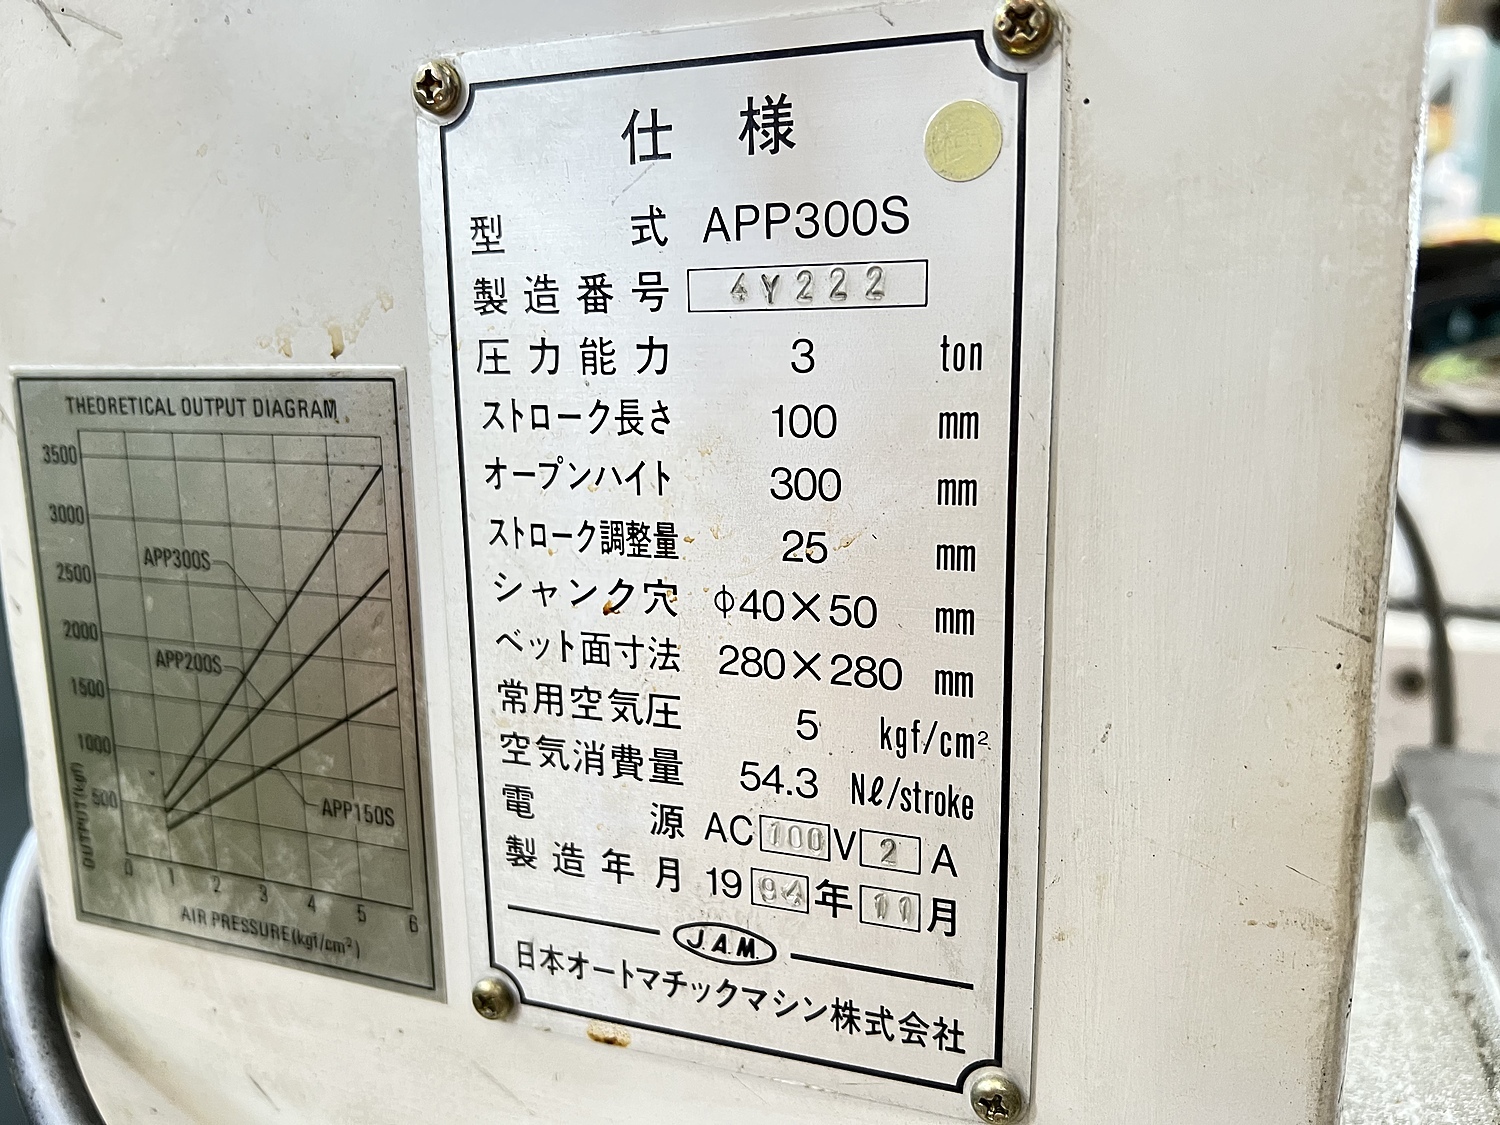 仕様
型式 APP300S
製造番号 4Y222
圧力能力 3 ton
ストローク長さ 100 mm
オープンハイト 300 mm
ストローク調整量 25 mm
シャンク穴 φ40×50 mm
ベット面寸法 280×280 mm
常用空気圧 5 kgf/cm²
空気消費量 54.3 Nℓ/stroke
電源 AC100V 2 A
製造年月 1994年11月
J.A.M.
日本オートマチックマシン株式会社
THEORETICAL OUTPUT DIAGRAM
3500
3000
APP300S
2500
2000
APP200S
1500
1000
500
APP150S
OUTPUT(kgf)
0 1 2 3 4 5 6
AIR PRESSURE(kgf/cm²)